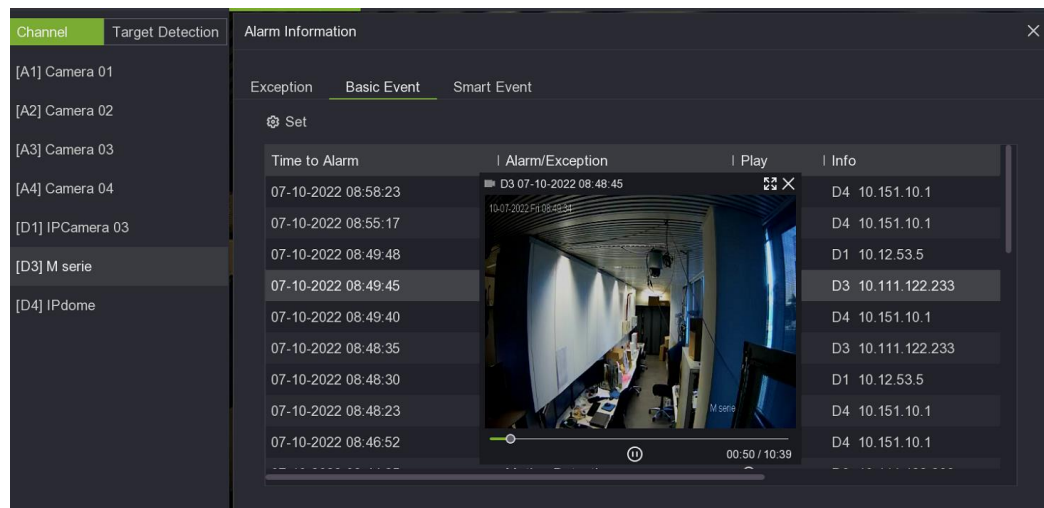 Channel Target Detection
[A1] Camera 01
[A2] Camera 02
[A3] Camera 03
[A4] Camera 04
[D1] IPCamera 03
[D3] M serie
[D4] IPdome
Alarm Information
Exception Basic Event Smart Event
Set
Time to Alarm Alarm/Exception Play Info
07-10-2022 08:58:23 D4 10.151.10.1
07-10-2022 08:55:17 D4 10.151.10.1
07-10-2022 08:49:48 D1 10.12.53.5
07-10-2022 08:49:45 D3 10.111.122.233
07-10-2022 08:49:40 D4 10.151.10.1
07-10-2022 08:48:35 D3 10.111.122.233
07-10-2022 08:48:30 D1 10.12.53.5
07-10-2022 08:48:23 D4 10.151.10.1
07-10-2022 08:46:52 D4 10.151.10.1
D3 07-10-2022 08:48:45
10-07-2022 Fri 08:49:34
M serie
00:50 / 10:39